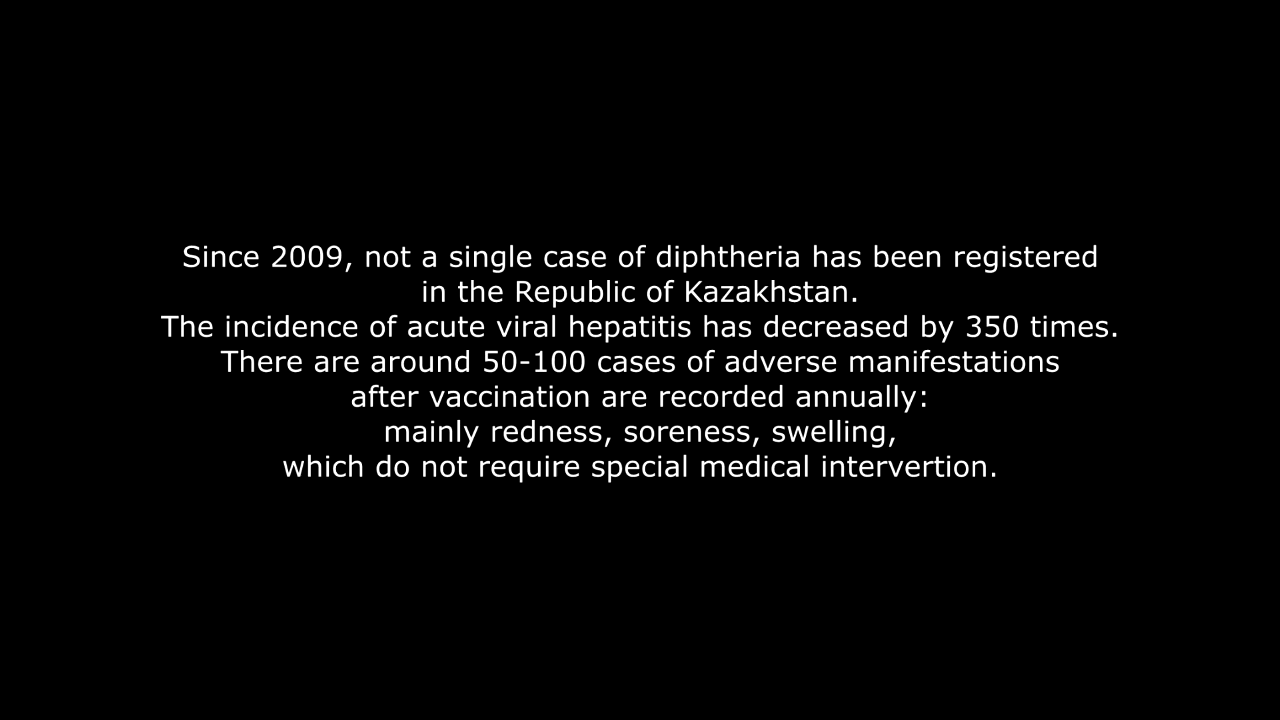 Since 2009, not a single case of diphtheria has been registered
in the Republic of Kazakhstan.
The incidence of acute viral hepatitis has decreased by 350 times.
There are around 50-100 cases of adverse manifestations
after vaccination are recorded annually:
mainly redness, soreness, swelling,
which do not require special medical intervertion.